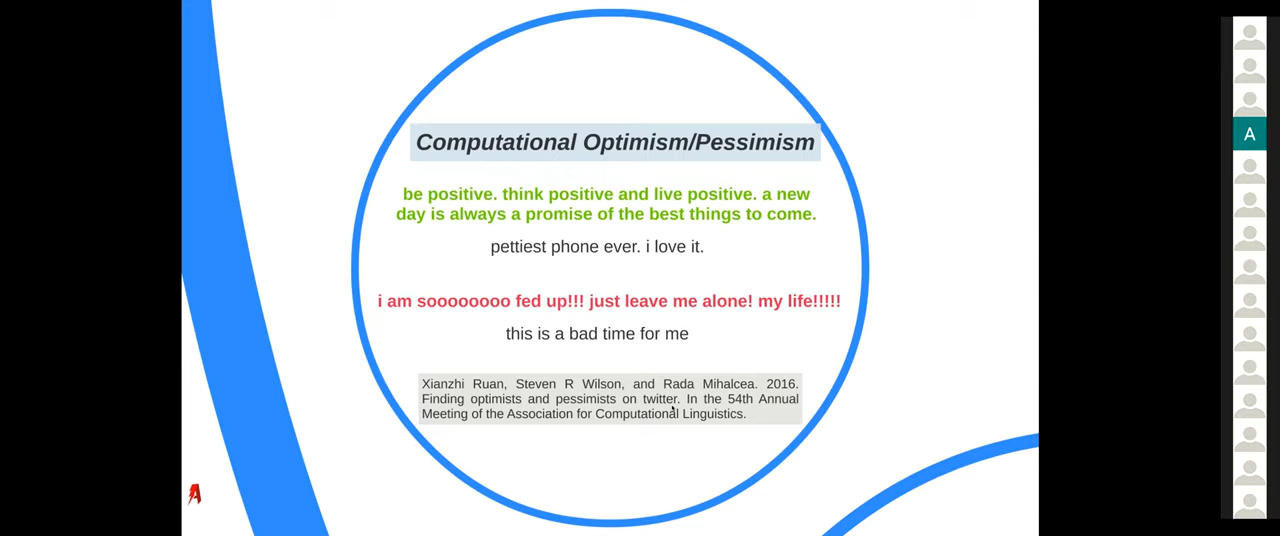 Computational Optimism/Pessimism
be positive. think positive and live positive. a new
day is always a promise of the best things to come.
pettiest phone ever. i love it.
i am soooooooo fed up!!! just leave me alone! my life!!!!!
this is a bad time for me
Xianzhi Ruan, Steven R Wilson, and Rada Mihalcea. 2016.
Finding optimists and pessimists on twitter. In the 54th Annual
Meeting of the Association for Computational Linguistics.
A
A